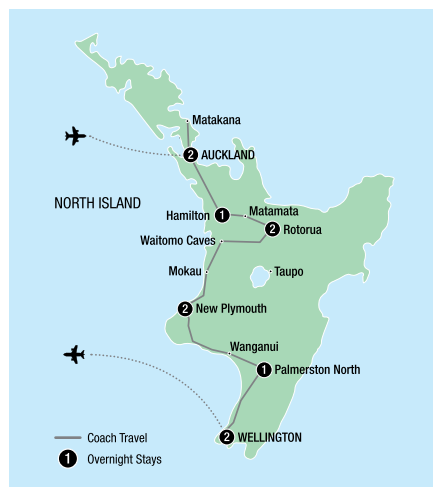 Matakana
2 AUCKLAND
NORTH ISLAND
Hamilton 1
Matamata
2 Rotorua
Waitomo Caves
Mokau
Taupo
2 New Plymouth
Wanganui
1 Palmerston North
2 WELLINGTON
Coach Travel
1 Overnight Stays